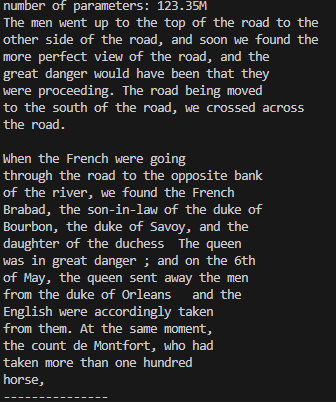 number of parameters: 123.35M
The men went up to the top of the road to the
other side of the road, and soon we found the
more perfect view of the road, and the
great danger would have been that they
were proceeding. The road being moved
to the south of the road, we crossed across
the road.

When the French were going
through the road to the opposite bank
of the river, we found the French
Brabad, the son-in-law of the duke of
Bourbon, the duke of Savoy, and the
daughter of the duchess  The queen
was in great danger ; and on the 6th
of May, the queen sent away the men
from the duke of Orleans   and the
English were accordingly taken
from them. At the same moment,
the count de Montfort, who had
taken more than one hundred
horse,
---------------